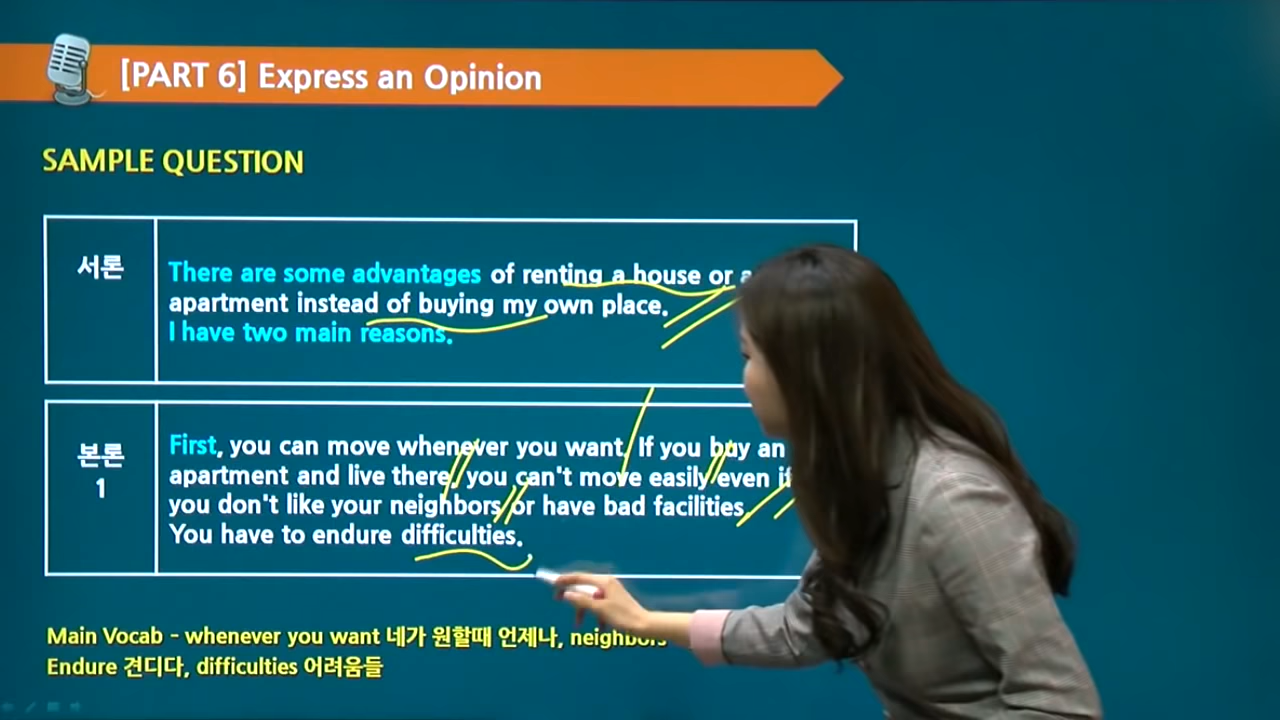 [PART 6] Express an Opinion
SAMPLE QUESTION
서론
There are some advantages of renting a house or
apartment instead of buying my own place.
I have two main reasons.
본론
1
First, you can move whenever you want. If you buy an
apartment and live there, you can't move easily even if
you don't like your neighbors or have bad facilities.
You have to endure difficulties.
Main Vocab - whenever you want 네가 원할때 언제나, neighbors
Endure 견디다, difficulties 어려움들